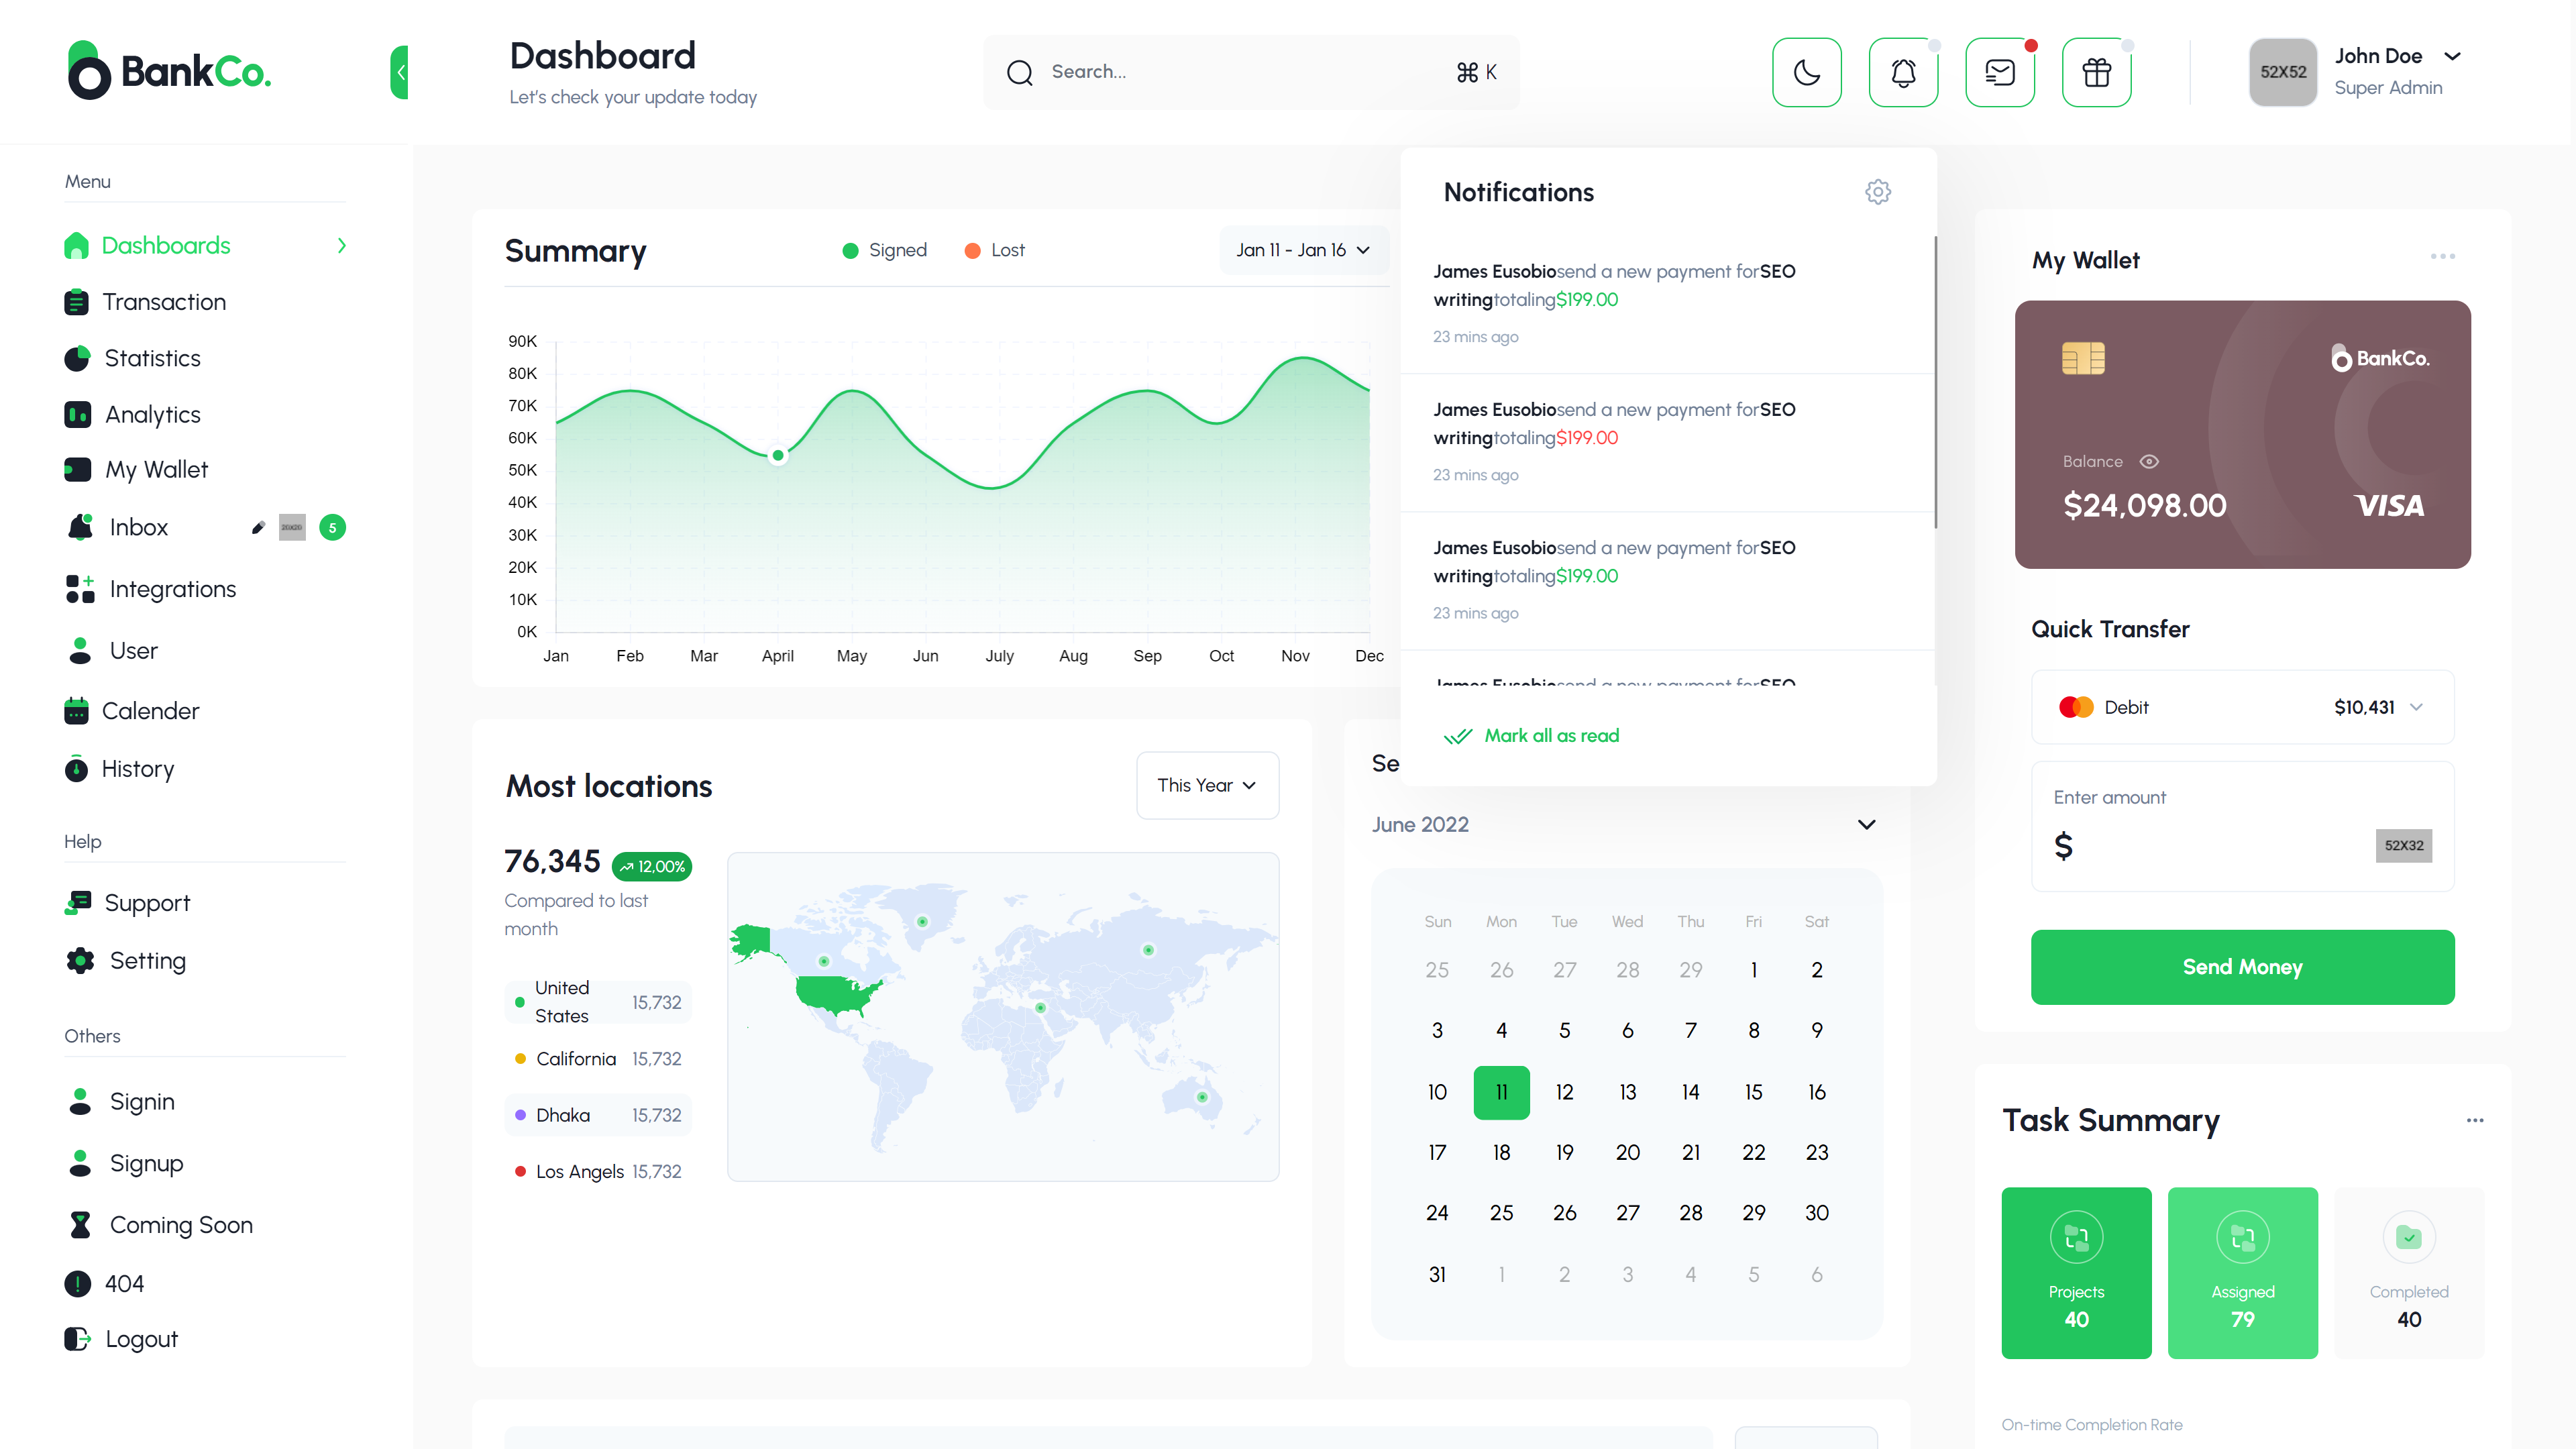 BankCo.
Dashboard
Let's check your update today
Search...
⌘ K
52X52
John Doe
Super Admin
Menu
Dashboards
Transaction
Statistics
Analytics
My Wallet
Inbox
20X20
5
Integrations
User
Calender
History
Help
Support
Setting
Others
Signin
Signup
Coming Soon
404
Logout
Summary
Signed
Lost
Jan 11 - Jan 16
90K
80K
70K
60K
50K
40K
30K
20K
10K
0K
Jan Feb Mar April May Jun July Aug Sep Oct Nov Dec
Notifications
James Eusobiosend a new payment forSEO
writingtotaling$199.00
23 mins ago
James Eusobiosend a new payment forSEO
writingtotaling$199.00
23 mins ago
James Eusobiosend a new payment forSEO
writingtotaling$199.00
23 mins ago
James Eusobiosend a new payment forSEO
Mark all as read
Most locations
This Year
76,345
12,00%
Compared to last
month
United
States
15,732
California 15,732
Dhaka 15,732
Los Angels 15,732
Se
June 2022
Sun Mon Tue Wed Thu Fri Sat
25 26 27 28 29 1 2
3 4 5 6 7 8 9
10 11 12 13 14 15 16
17 18 19 20 21 22 23
24 25 26 27 28 29 30
31 1 2 3 4 5 6
My Wallet
BankCo.
Balance
$24,098.00
VISA
Quick Transfer
Debit
$10,431
Enter amount
$
52X32
Send Money
Task Summary
Projects
40
Assigned
79
Completed
40
On-time Completion Rate